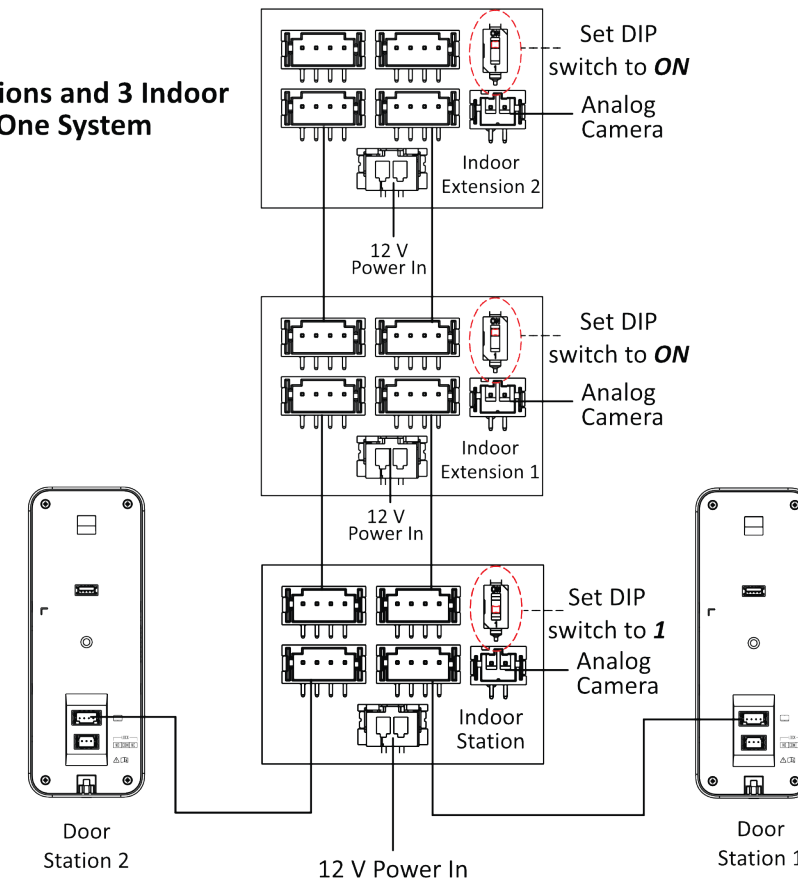 ions and 3 Indoor
One System
Set DIP
switch to ON
Analog
Camera
Indoor
Extension 2
12 V
Power In
Set DIP
switch to ON
Analog
Camera
Indoor
Extension 1
12 V
Power In
Set DIP
switch to 1
Analog
Camera
Indoor
Station
Door
Station 2
12 V Power In
Door
Station 1